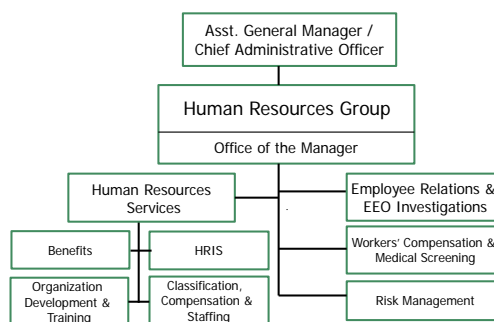 Asst. General Manager /
Chief Administrative Officer
Human Resources Group
Office of the Manager
Human Resources
Services
Employee Relations &
EEO Investigations
Benefits
HRIS
Workers' Compensation &
Medical Screening
Organization
Development &
Training
Classification,
Compensation &
Staffing
Risk Management